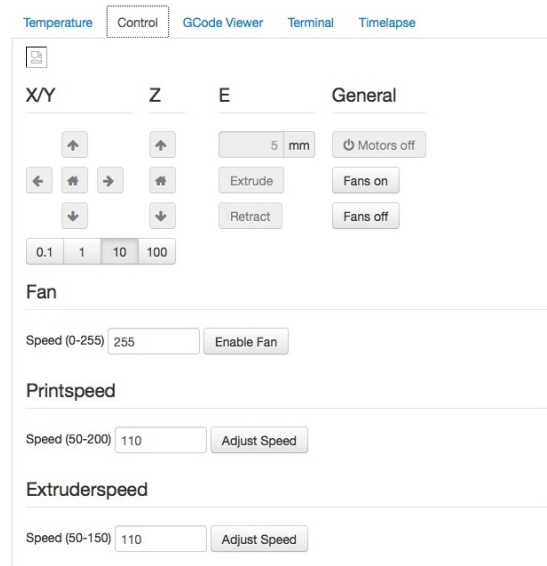 Temperature Control GCode Viewer Terminal Timelapse
X/Y Z E General
5 mm Motors off
Extrude Fans on
Retract Fans off
0.1 1 10 100
Fan
Speed (0-255) 255 Enable Fan
Printspeed
Speed (50-200) 110 Adjust Speed
Extruderspeed
Speed (50-150) 110 Adjust Speed